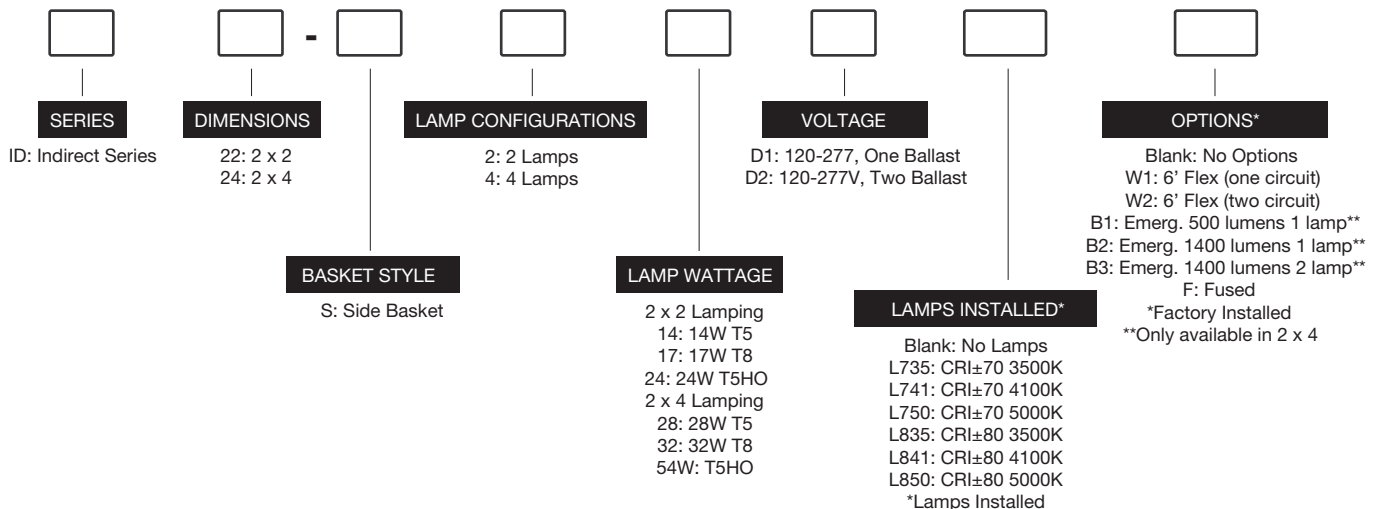 -
SERIES
ID: Indirect Series
DIMENSIONS
22: 2 x 2
24: 2 x 4
BASKET STYLE
S: Side Basket
LAMP CONFIGURATIONS
2: 2 Lamps
4: 4 Lamps
LAMP WATTAGE
2 x 2 Lamping
14: 14W T5
17: 17W T8
24: 24W T5HO
2 x 4 Lamping
28: 28W T5
32: 32W T8
54W: T5HO
VOLTAGE
D1: 120-277, One Ballast
D2: 120-277V, Two Ballast
LAMPS INSTALLED*
Blank: No Lamps
L735: CRI±70 3500K
L741: CRI±70 4100K
L750: CRI±70 5000K
L835: CRI±80 3500K
L841: CRI±80 4100K
L850: CRI±80 5000K
*Lamps Installed
OPTIONS*
Blank: No Options
W1: 6’ Flex (one circuit)
W2: 6’ Flex (two circuit)
B1: Emerg. 500 lumens 1 lamp**
B2: Emerg. 1400 lumens 1 lamp**
B3: Emerg. 1400 lumens 2 lamp**
F: Fused
*Factory Installed
**Only available in 2 x 4